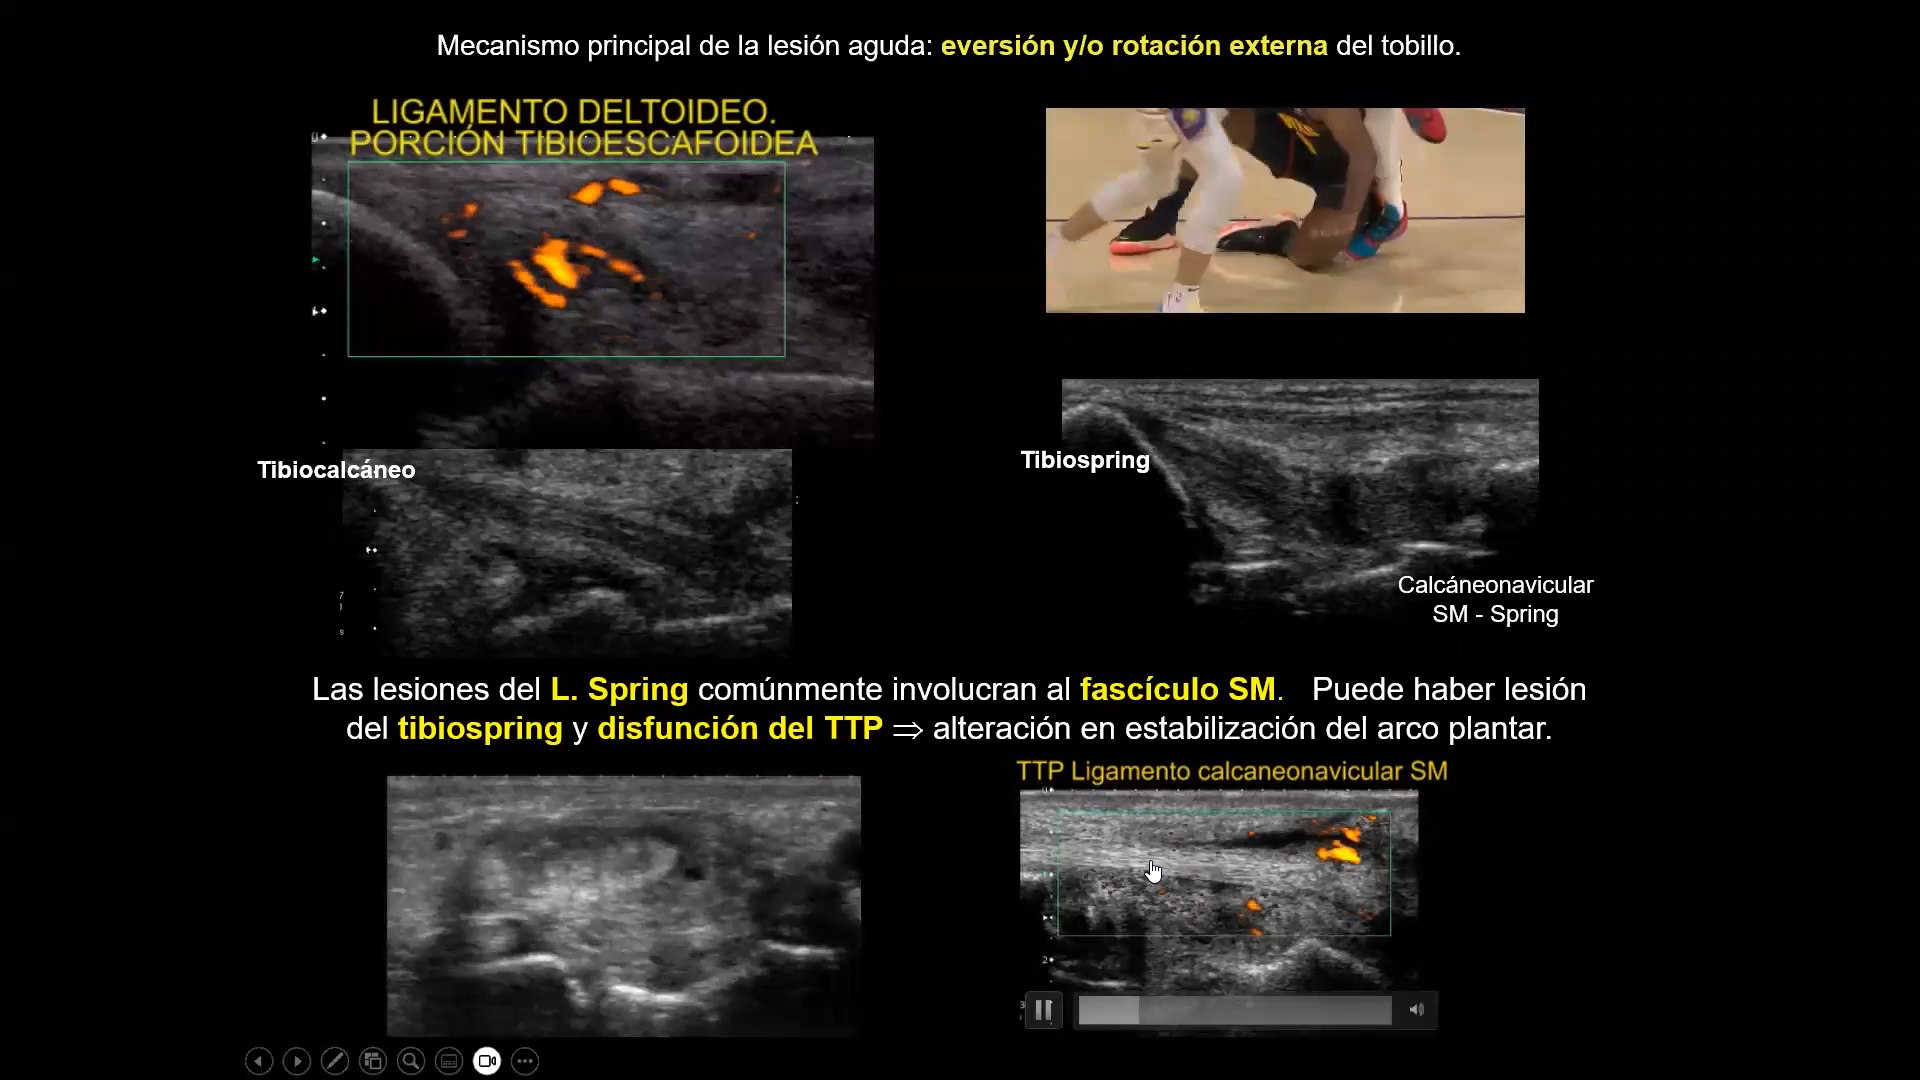 Mecanismo principal de la lesión aguda: eversión y/o rotación externa del tobillo.
LIGAMENTO DELTOIDEO.
PORCIÓN TIBIOESCAFOIDEA
Tibiocalcáneo
Tibiospring
Calcáneonavicular
SM - Spring
Las lesiones del L. Spring comúnmente involucran al fascículo SM. Puede haber lesión
del tibiospring y disfunción del TTP ⇒ alteración en estabilización del arco plantar.
TTP Ligamento calcaneonavicular SM
2